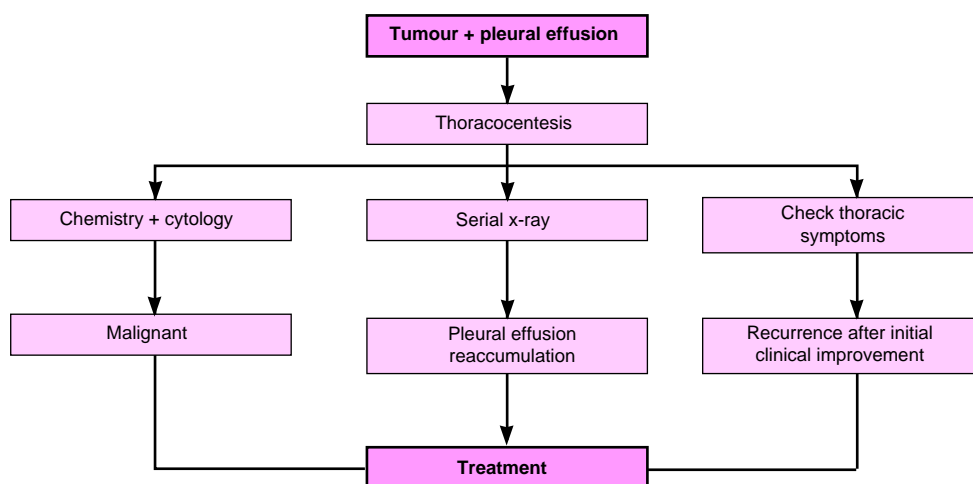 Tumour + pleural effusion
Thoracocentesis
Chemistry + cytology
Serial x-ray
Check thoracic
symptoms
Malignant
Pleural effusion
reaccumulation
Recurrence after initial
clinical improvement
Treatment